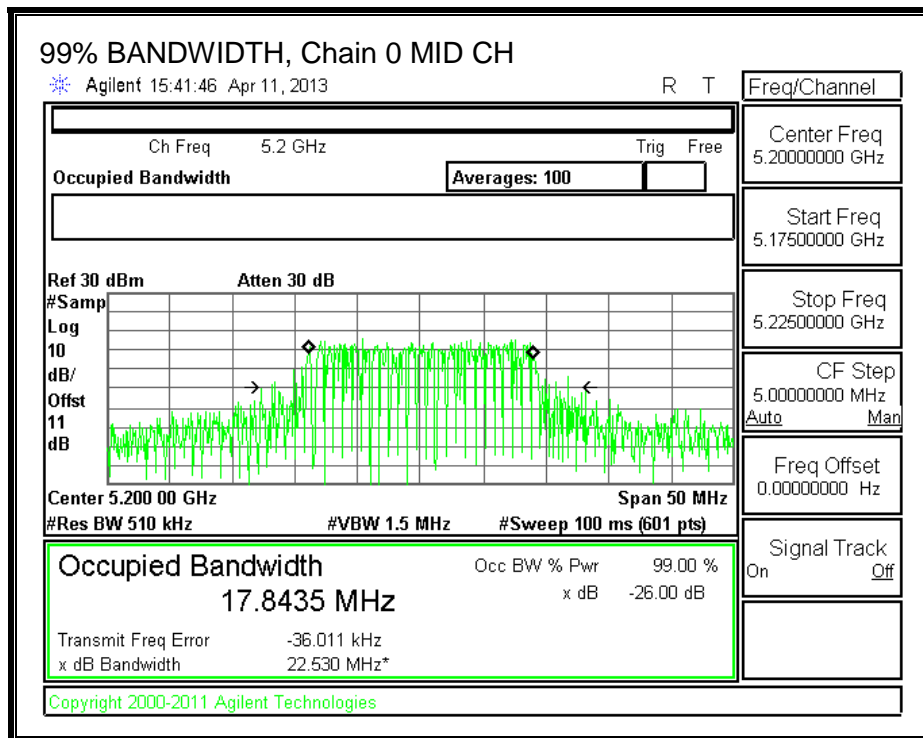 99% BANDWIDTH, Chain 0 MID CH
Agilent 15:41:46 Apr 11, 2013 R T
Freq/Channel
Ch Freq 5.2 GHz Trig Free
Occupied Bandwidth Averages: 100
Center Freq
5.20000000 GHz
Start Freq
5.17500000 GHz
Stop Freq
5.22500000 GHz
CF Step
5.00000000 MHz
Auto Man
Freq Offset
0.00000000 Hz
Signal Track
On Off
Ref 30 dBm Atten 30 dB
#Samp
Log
10
dB/
Offst
11
dB
Center 5.200 00 GHz Span 50 MHz
#Res BW 510 kHz #VBW 1.5 MHz #Sweep 100 ms (601 pts)
Occupied Bandwidth Occ BW % Pwr 99.00 %
17.8435 MHz x dB -26.00 dB
Transmit Freq Error -36.011 kHz
x dB Bandwidth 22.530 MHz*
Copyright 2000-2011 Agilent Technologies